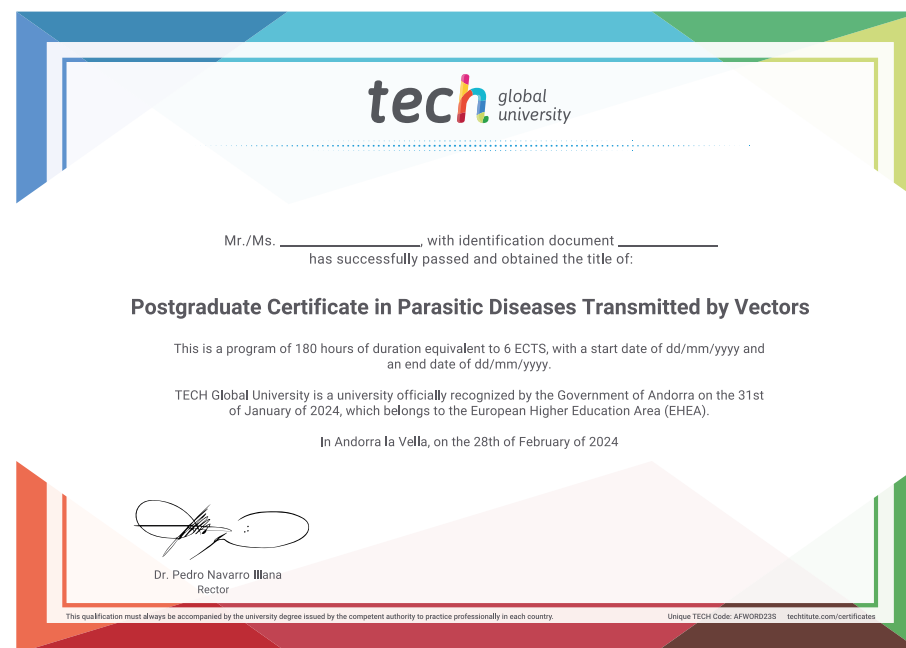 tech global university
Mr./Ms. ____________________, with identification document ______________
has successfully passed and obtained the title of:
Postgraduate Certificate in Parasitic Diseases Transmitted by Vectors
This is a program of 180 hours of duration equivalent to 6 ECTS, with a start date of dd/mm/yyyy and
an end date of dd/mm/yyyy.
TECH Global University is a university officially recognized by the Government of Andorra on the 31st
of January of 2024, which belongs to the European Higher Education Area (EHEA).
In Andorra la Vella, on the 28th of February of 2024
Dr. Pedro Navarro Illana
Rector
This qualification must always be accompanied by the university degree issued by the competent authority to practice professionally in each country.
Unique TECH Code: AFWORD23S techtitute.com/certificates